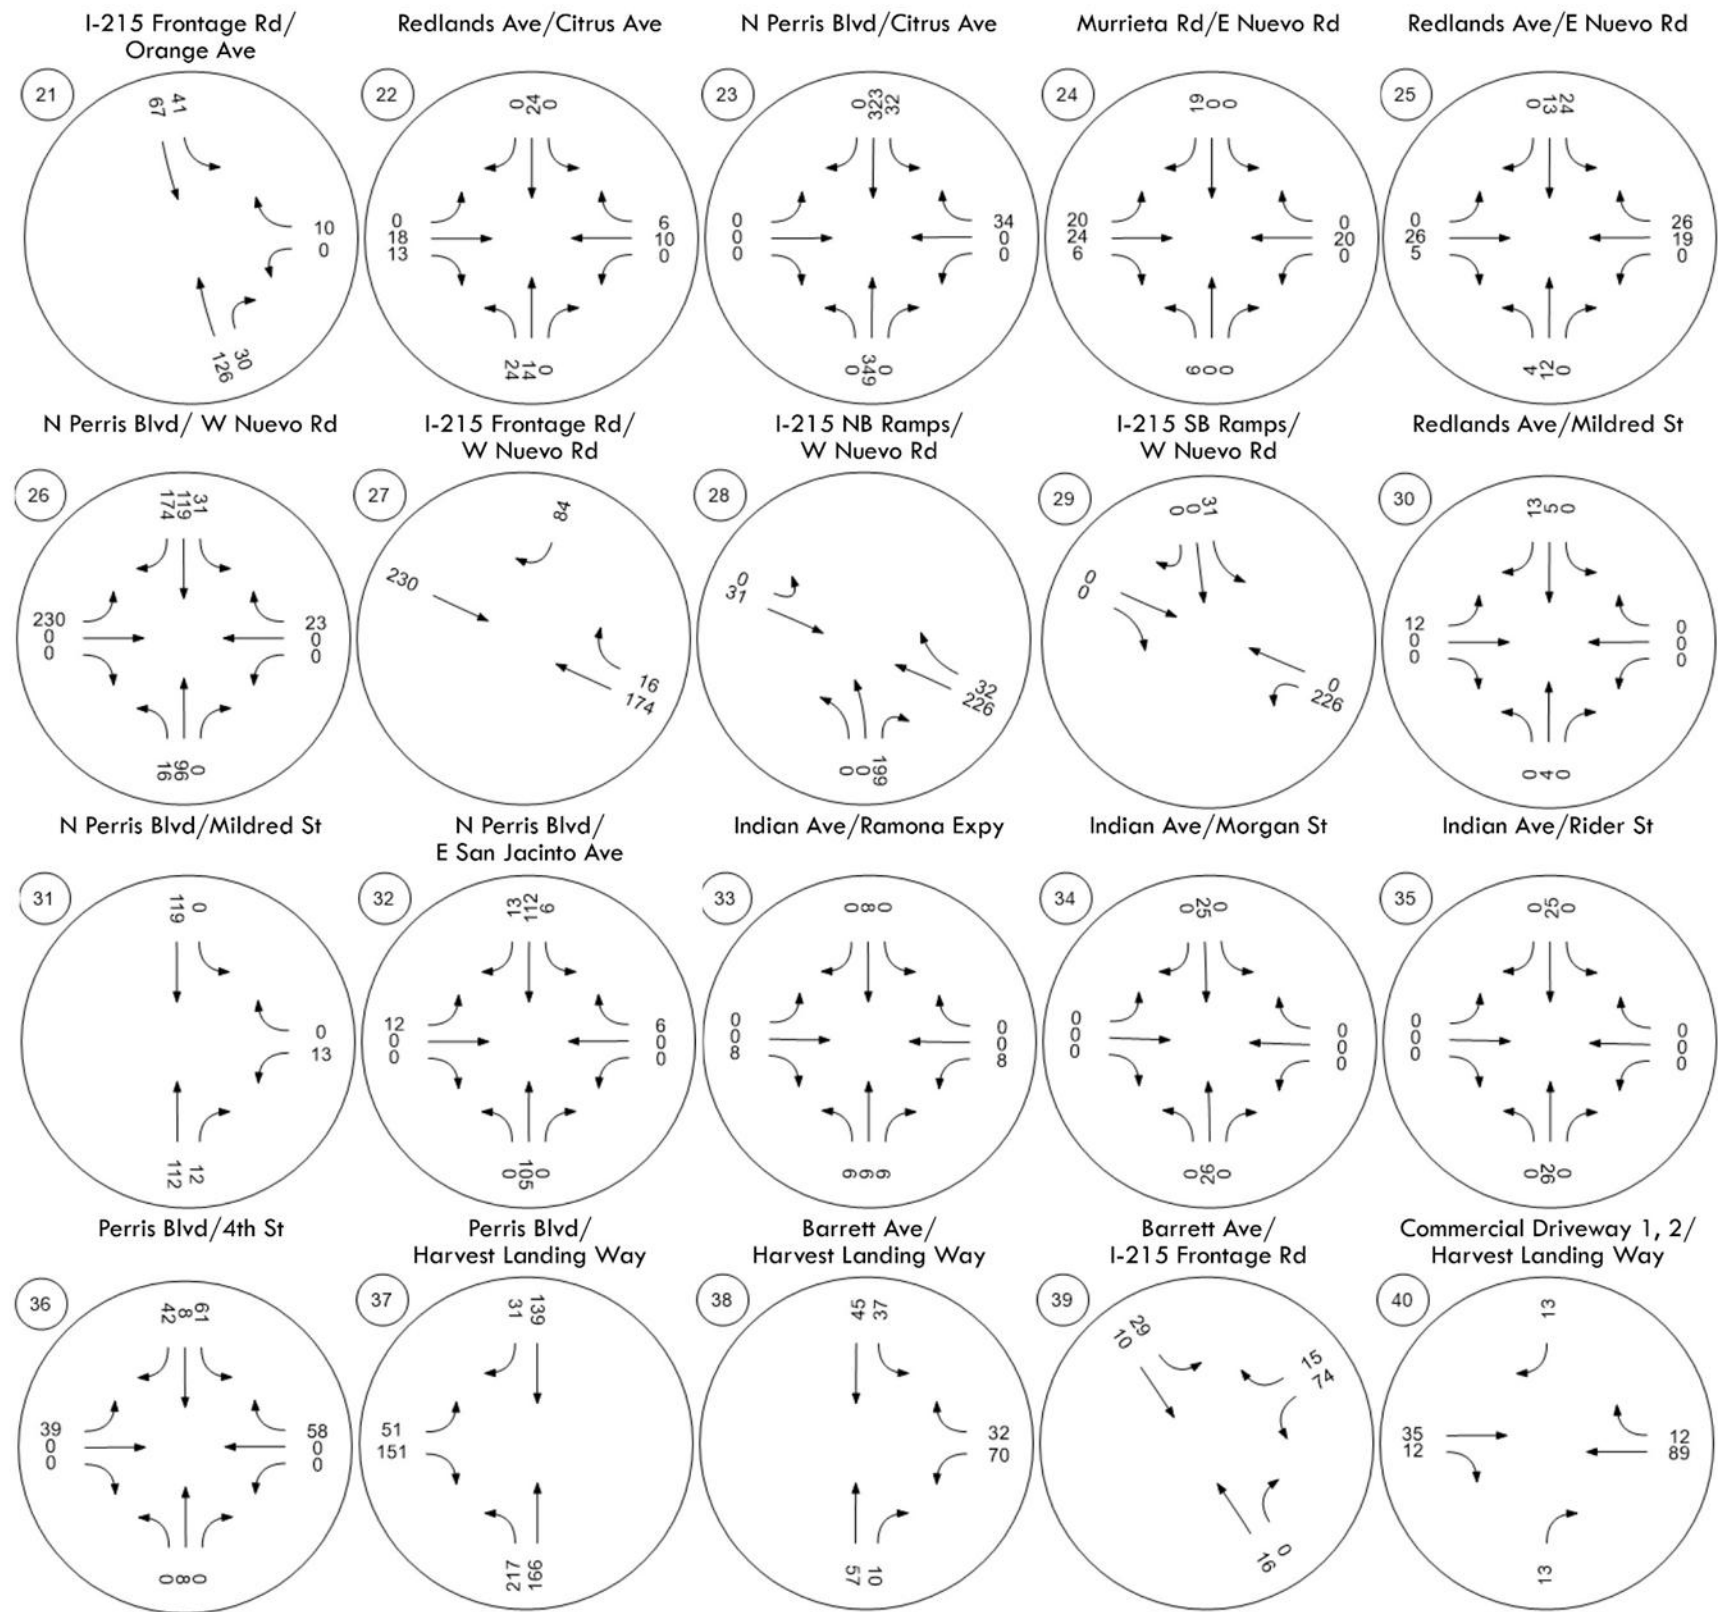 I-215 Frontage Rd/
Orange Ave
21
67 41
10
0
126 30
Redlands Ave/Citrus Ave
22
0 24 0
0
18
13
6
10
0
24 14 0
N Perris Blvd/Citrus Ave
23
0 323 32
0
0
0
34
0
0
0 349 0
Murrieta Rd/E Nuevo Rd
24
19 0 0
20
24
6
0
20
0
6 0 0
Redlands Ave/E Nuevo Rd
25
0 13 24
0
26
5
26
19
0
4 12 0
N Perris Blvd/ W Nuevo Rd
26
174 119 31
230
0
0
23
0
0
16 96 0
I-215 Frontage Rd/
W Nuevo Rd
27
84
230
16
174
I-215 NB Ramps/
W Nuevo Rd
28
0
31
32
226
0 0 199
I-215 SB Ramps/
W Nuevo Rd
29
0 0 31
0
0
0
226
Redlands Ave/Mildred St
30
13 5 0
12
0
0
0
0
0
0 4 0
N Perris Blvd/Mildred St
31
119 0
0
13
112 12
N Perris Blvd/
E San Jacinto Ave
32
13 112 6
12
0
0
6
0
0
0 105 0
Indian Ave/Ramona Expy
33
0 8 0
0
0
8
0
0
8
9 9 9
Indian Ave/Morgan St
34
0 25 0
0
0
0
0
0
0
0 26 0
Indian Ave/Rider St
35
0 25 0
0
0
0
0
0
0
0 26 0
Perris Blvd/4th St
36
42 8 61
39
0
0
58
0
0
0 8 0
Perris Blvd/
Harvest Landing Way
37
31 139
51
151
217 166
Barrett Ave/
Harvest Landing Way
38
45 37
32
70
57 10
Barrett Ave/
I-215 Frontage Rd
39
10 29
15
74
16 0
Commercial Driveway 1, 2/
Harvest Landing Way
40
13
35
12
12
89
13